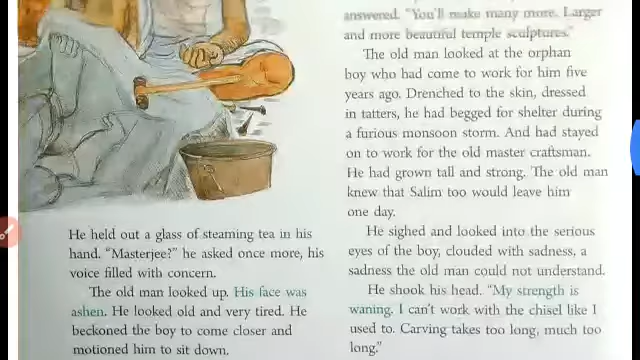 He held out a glass of steaming tea in his
hand. "Masterjee?" he asked once more, his
voice filled with concern.
The old man looked up. His face was
ashen. He looked old and very tired. He
beckoned the boy to come closer and
motioned him to sit down.
answered. "You'll make many more. Larger
and more beautiful temple sculptures."
The old man looked at the orphan
boy who had come to work for him five
years ago. Drenched to the skin, dressed
in tatters, he had begged for shelter during
a furious monsoon storm. And had stayed
on to work for the old master craftsman.
He had grown tall and strong. The old man
knew that Salim too would leave him
one day.
He sighed and looked into the serious
eyes of the boy, clouded with sadness, a
sadness the old man could not understand.
He shook his head. "My strength is
waning. I can't work with the chisel like I
used to. Carving takes too long, much too
long."